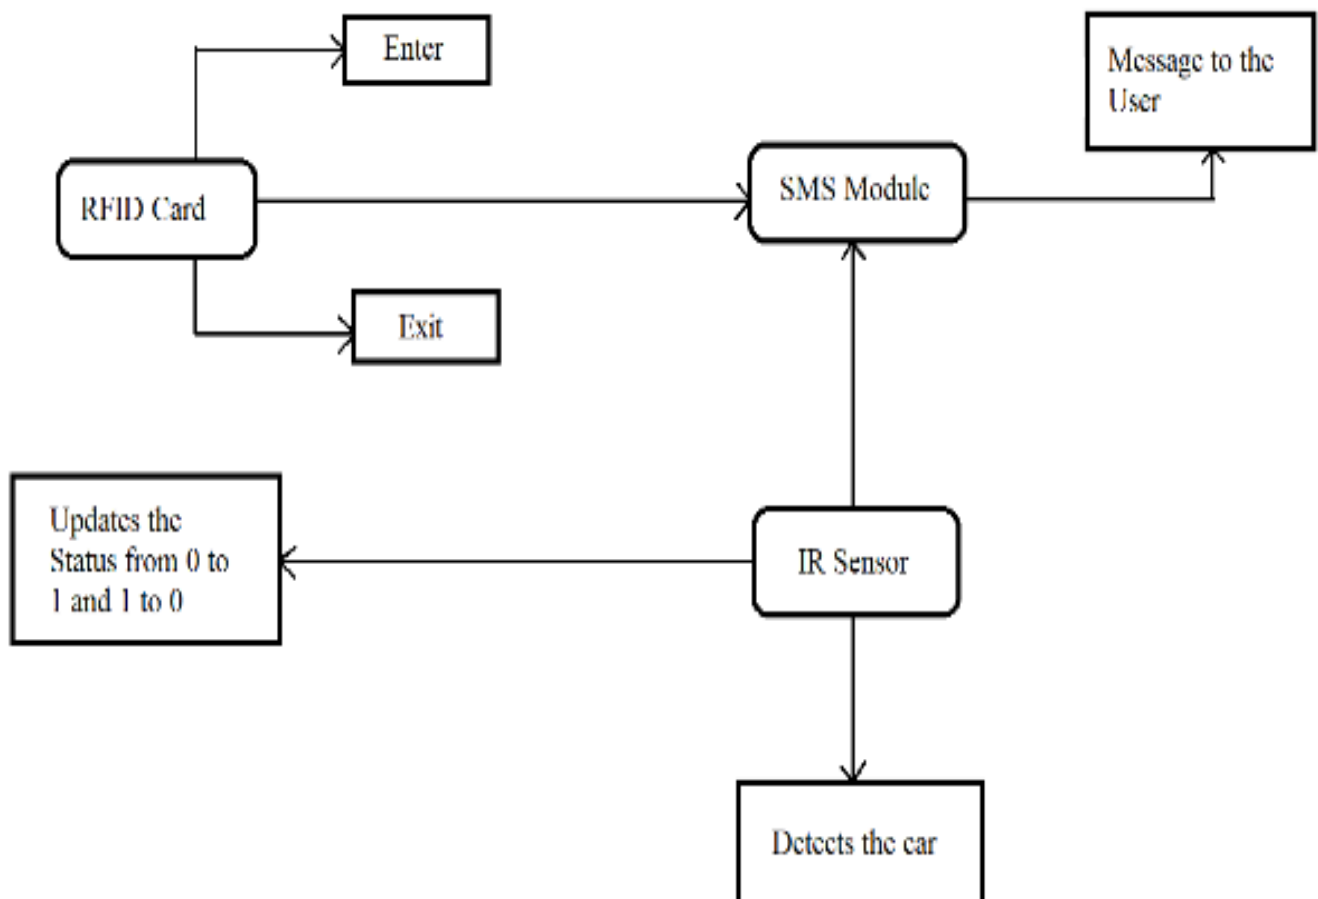 Enter
Message to the
User
SMS Module
RFID Card
Exit
Updates the
Status from 0 to
1 and 1 to 0
IR Sensor
Detects the car